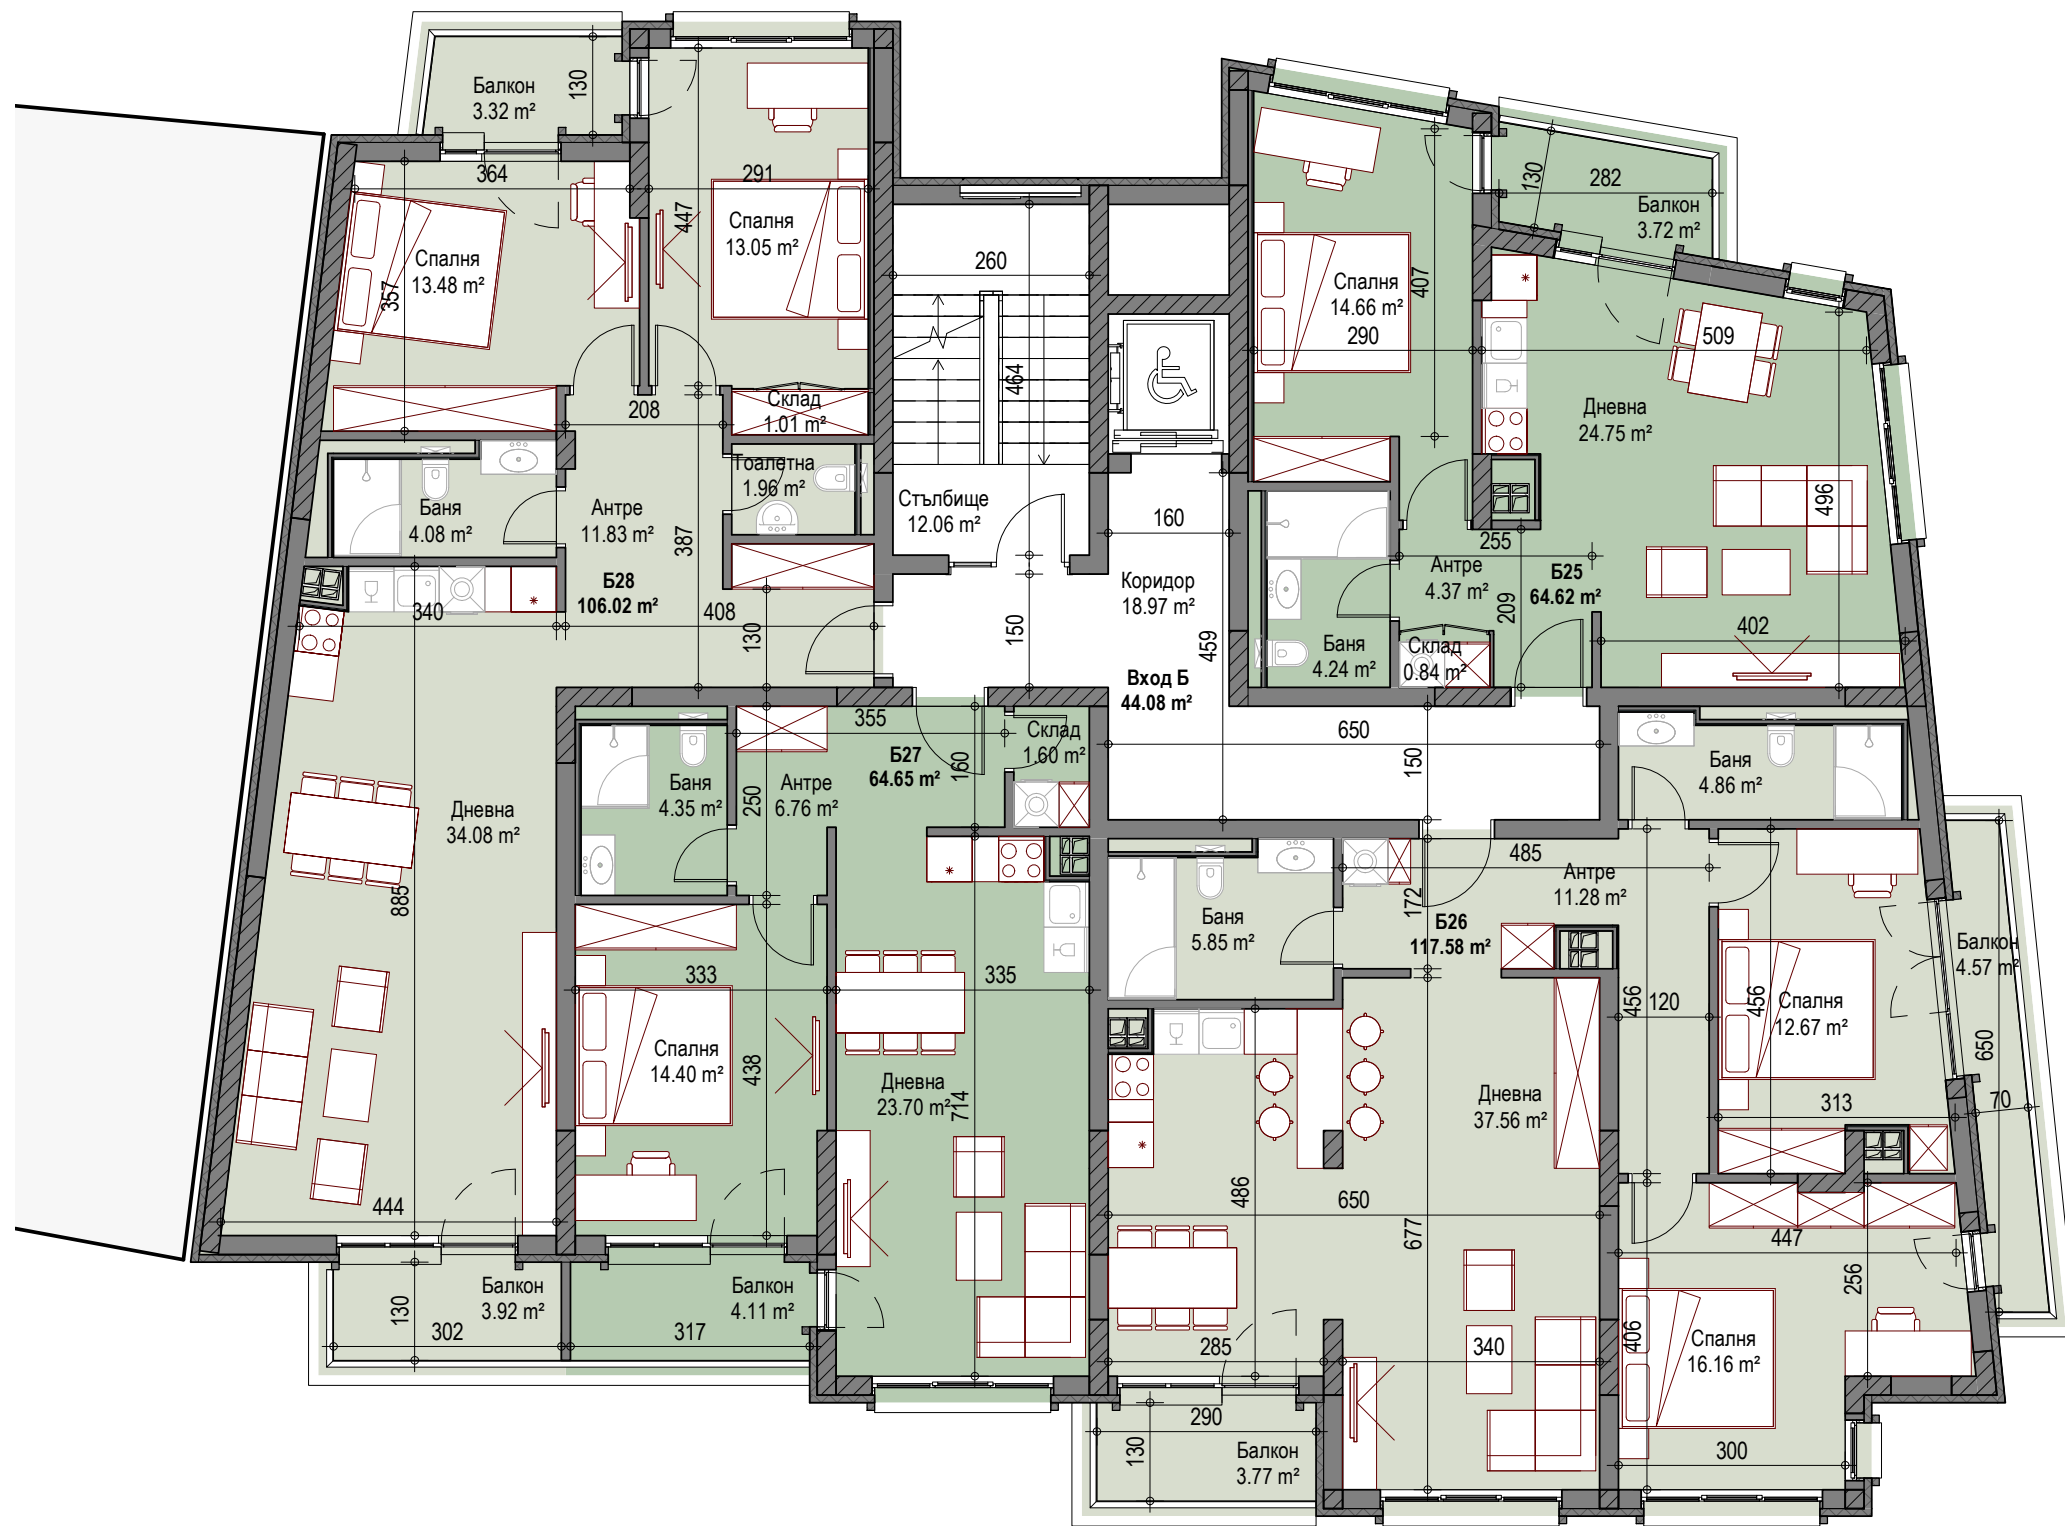 Балкон
3.32 m²
130
364
291
447
Спалня
13.05 m²
Спалня
13.48 m²
357
208
Склад
1.01 m²
Тоалетна
1.96 m²
Баня
4.08 m²
Антре
11.83 m²
387
Б28
106.02 m²
340
408
130
Дневна
34.08 m²
885
444
Балкон
3.92 m²
130
302
260
464
Стълбище
12.06 m²
160
Коридор
18.97 m²
150
459
Вход Б
44.08 m²
650
150
130
282
Балкон
3.72 m²
Спалня
14.66 m²
407
290
509
Дневна
24.75 m²
496
255
Антре
4.37 m²
Б25
64.62 m²
209
402
Баня
4.24 m²
Склад
0.84 m²
355
Б27
64.65 m²
160
Склад
1.60 m²
Баня
4.35 m²
Антре
6.76 m²
250
333
335
Спалня
14.40 m²
438
Дневна
23.70 m²
714
Балкон
4.11 m²
317
Баня
4.86 m²
485
Антре
11.28 m²
172
Б26
117.58 m²
Баня
5.85 m²
Балкон
4.57 m²
456
120
456
Спалня
12.67 m²
650
70
313
Дневна
37.56 m²
486
650
677
447
256
406
Спалня
16.16 m²
285
340
290
130
Балкон
3.77 m²
300